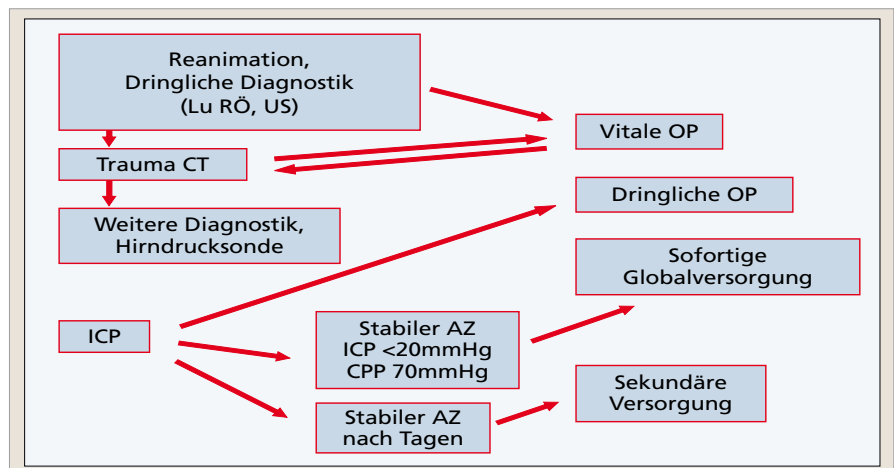 Reanimation,
Dringliche Diagnostik
(Lu RÖ, US)
Vitale OP
Trauma CT
Dringliche OP
Weitere Diagnostik,
Hirndrucksonde
Sofortige
Globalversorgung
ICP
Stabiler AZ
ICP <20mmHg
CPP 70mmHg
Sekundäre
Versorgung
Stabiler AZ
nach Tagen